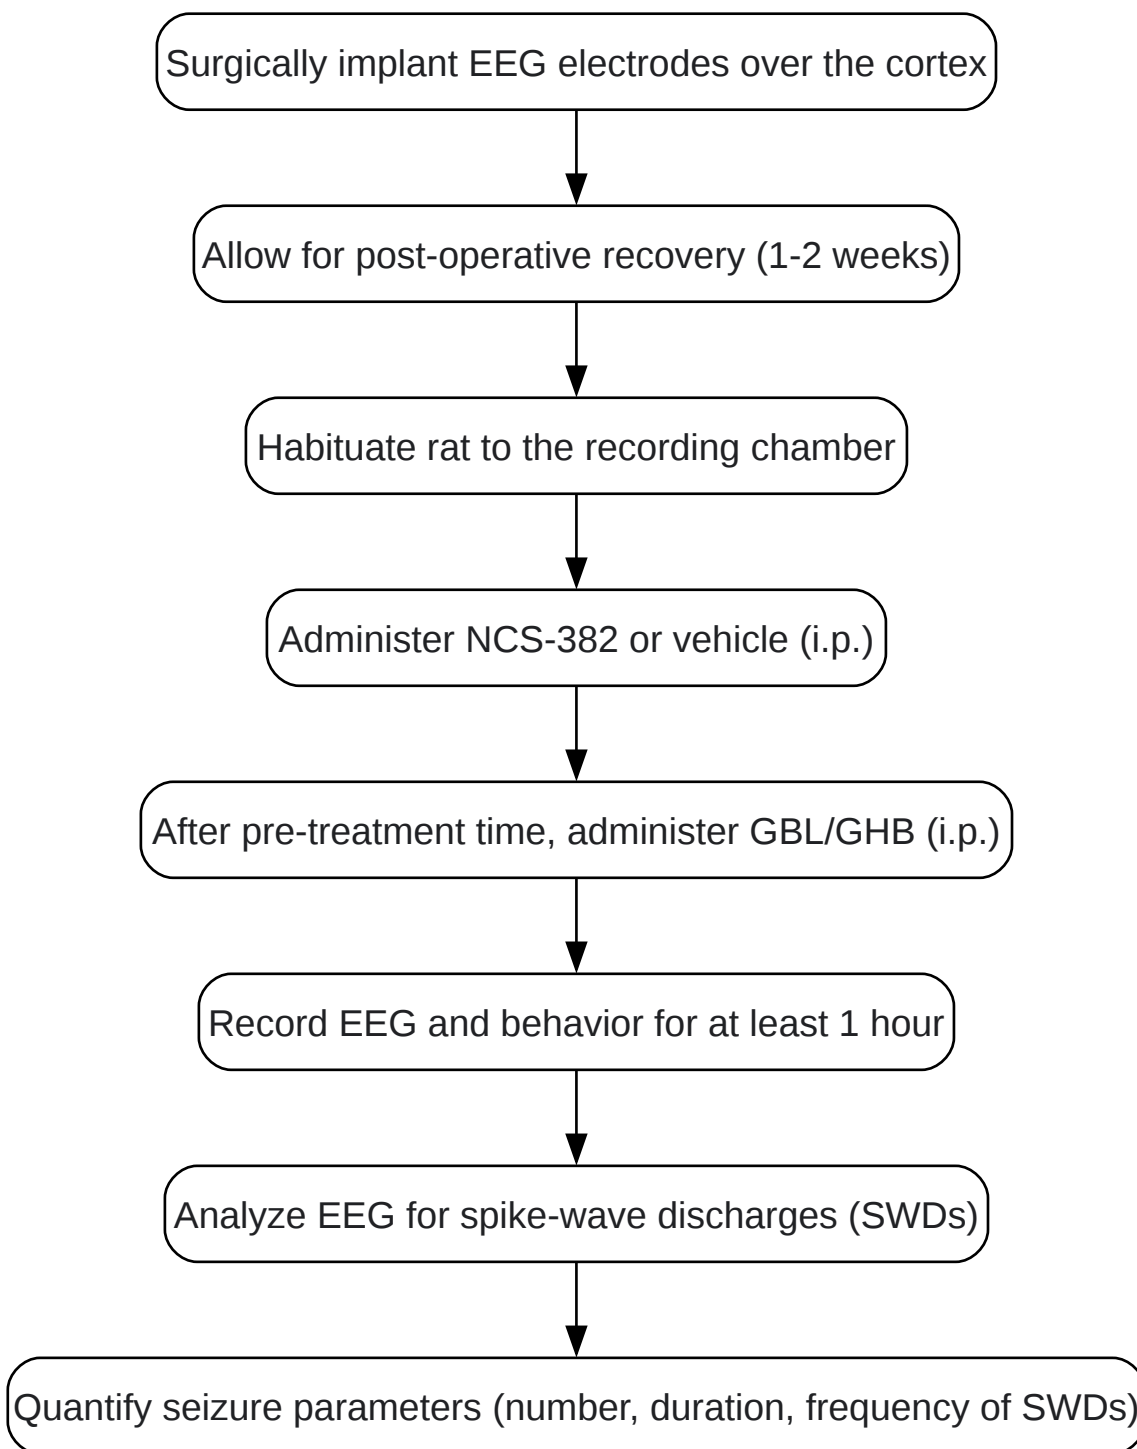 Surgically implant EEG electrodes over the cortex
Allow for post-operative recovery (1-2 weeks)
Habituate rat to the recording chamber
Administer NCS-382 or vehicle (i.p.)
After pre-treatment time, administer GBL/GHB (i.p.)
Record EEG and behavior for at least 1 hour
Analyze EEG for spike-wave discharges (SWDs)
Quantify seizure parameters (number, duration, frequency of SWDs)